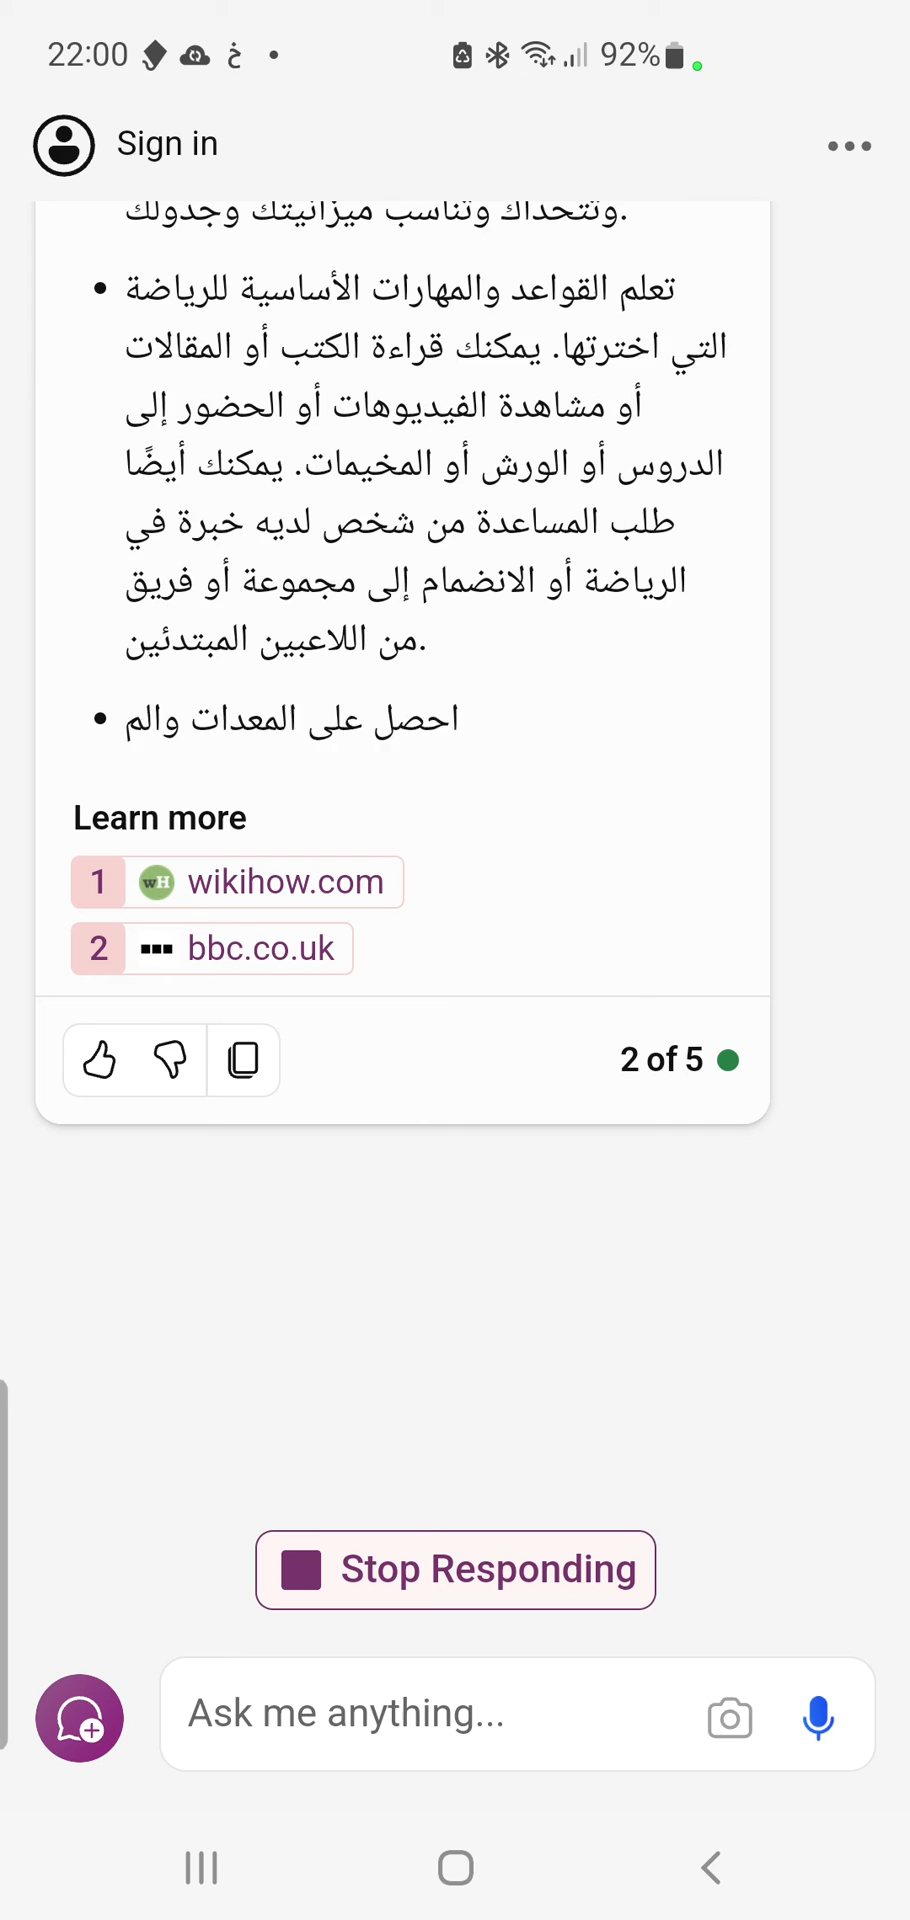 22:00 خ 92%
Sign in
وتتحداك وتناسب ميزانيتك وجدولك.
تعلم القواعد والمهارات الأساسية للرياضة
التي اخترتها. يمكنك قراءة الكتب أو المقالات
أو مشاهدة الفيديوهات أو الحضور إلى
الدروس أو الورش أو المخيمات. يمكنك أيضًا
طلب المساعدة من شخص لديه خبرة في
الرياضة أو الانضمام إلى مجموعة أو فريق
من اللاعبين المبتدئين.
احصل على المعدات والم
Learn more
1 wH wikihow.com
2 bbc.co.uk
2 of 5
Stop Responding
Ask me anything...